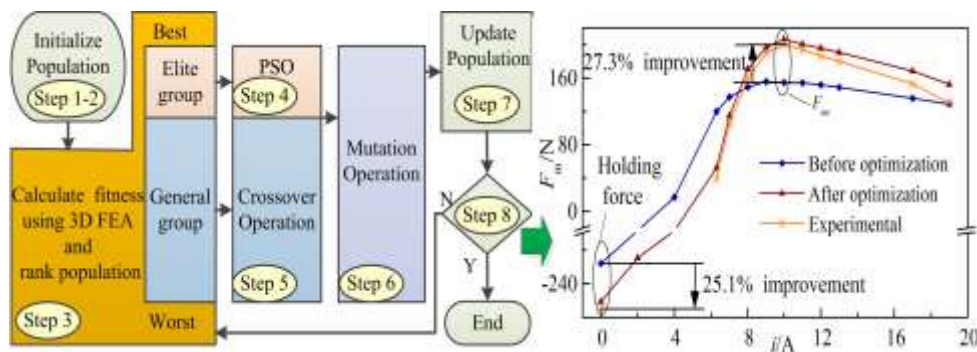 Initialize
Population
Step 1-2
Best
Elite
group
PSO
Step 4
Update
Population
Step 7
Calculate fitness
using 3D FEA
and
rank population
General
group
Crossover
Operation
Mutation
Operation
N
Step 8
Y
Step 3
Worst
Step 5
Step 6
End
27.3% improvement
160
80
0
-240
Holding
force
Before optimization
After optimization
Experimental
25.1% improvement
0 4 8 12 16 20
i/A